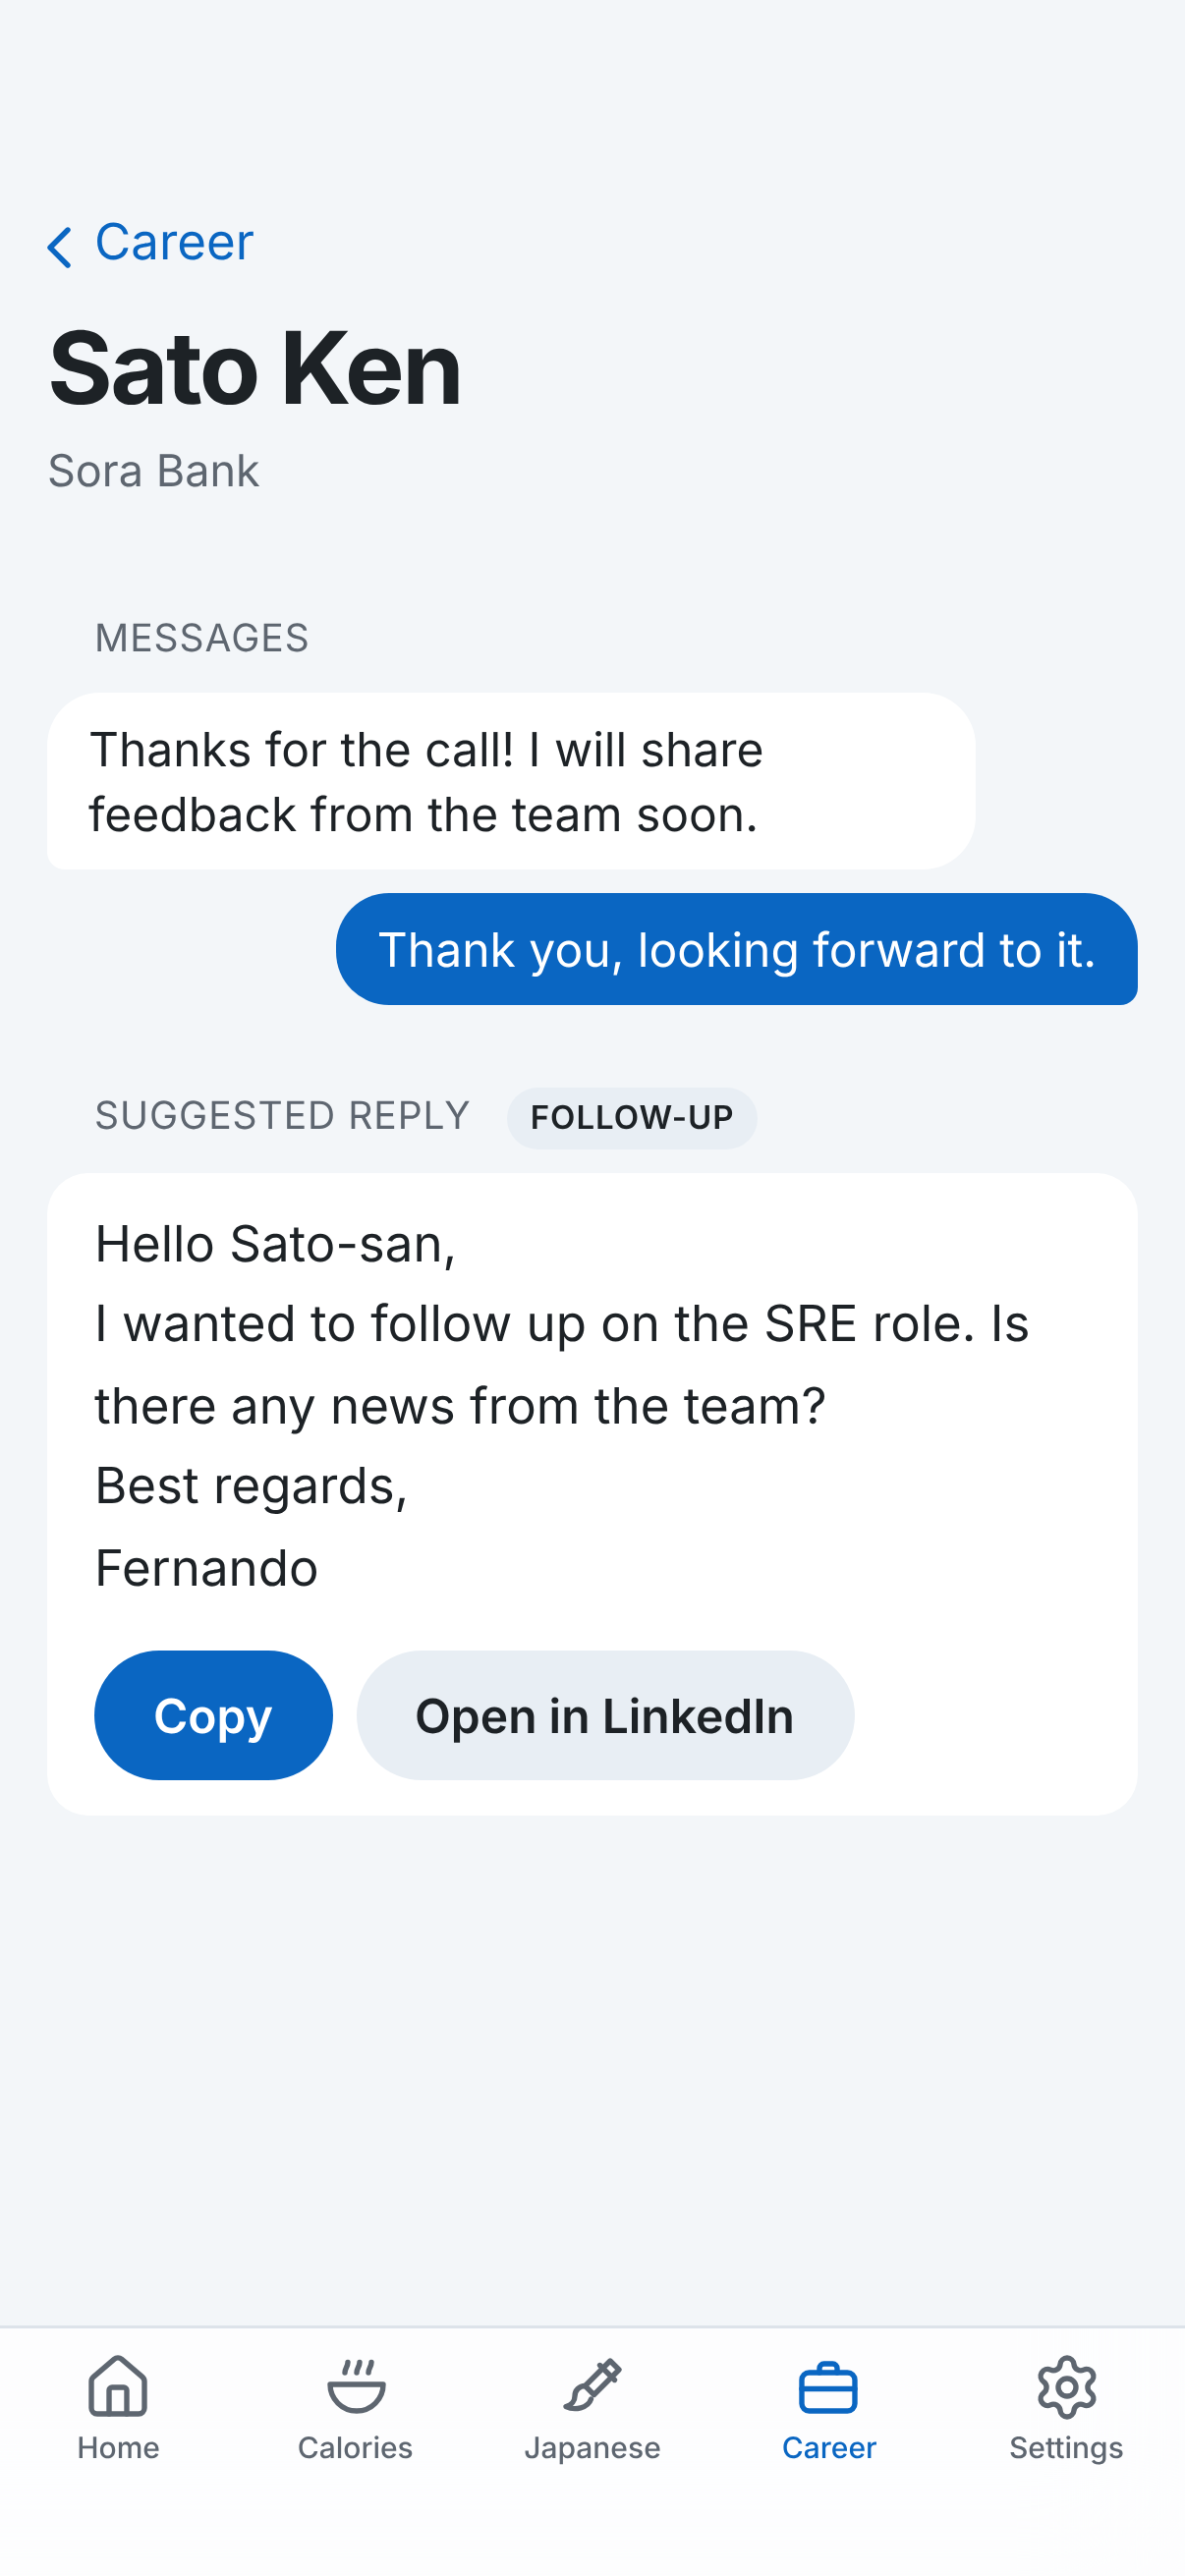 Career
Sato Ken
Sora Bank
MESSAGES
Thanks for the call! I will share
feedback from the team soon.
Thank you, looking forward to it.
SUGGESTED REPLY FOLLOW-UP
Hello Sato-san,
I wanted to follow up on the SRE role. Is
there any news from the team?
Best regards,
Fernando
Copy Open in LinkedIn
Home Calories Japanese Career Settings